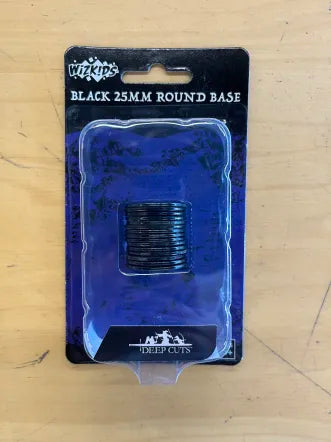 WIZKIDS
BLACK 25MM ROUND BASE
DEEP CUTS